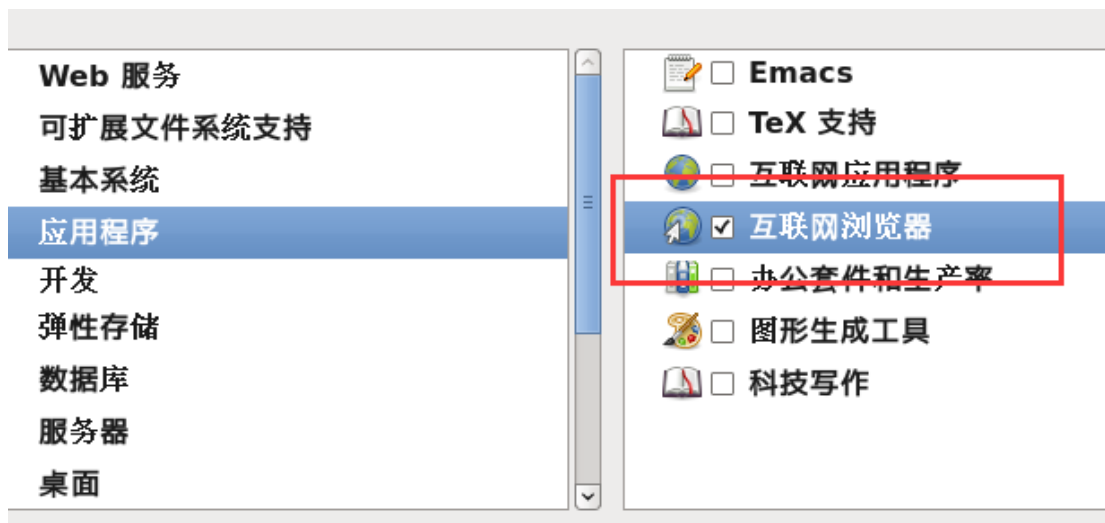 Web 服务
可扩展文件系统支持
基本系统
应用程序
开发
弹性存储
数据库
服务器
桌面
Emacs
TeX 支持
互联网应用程序
互联网浏览器
办公套件和生产率
图形生成工具
科技写作